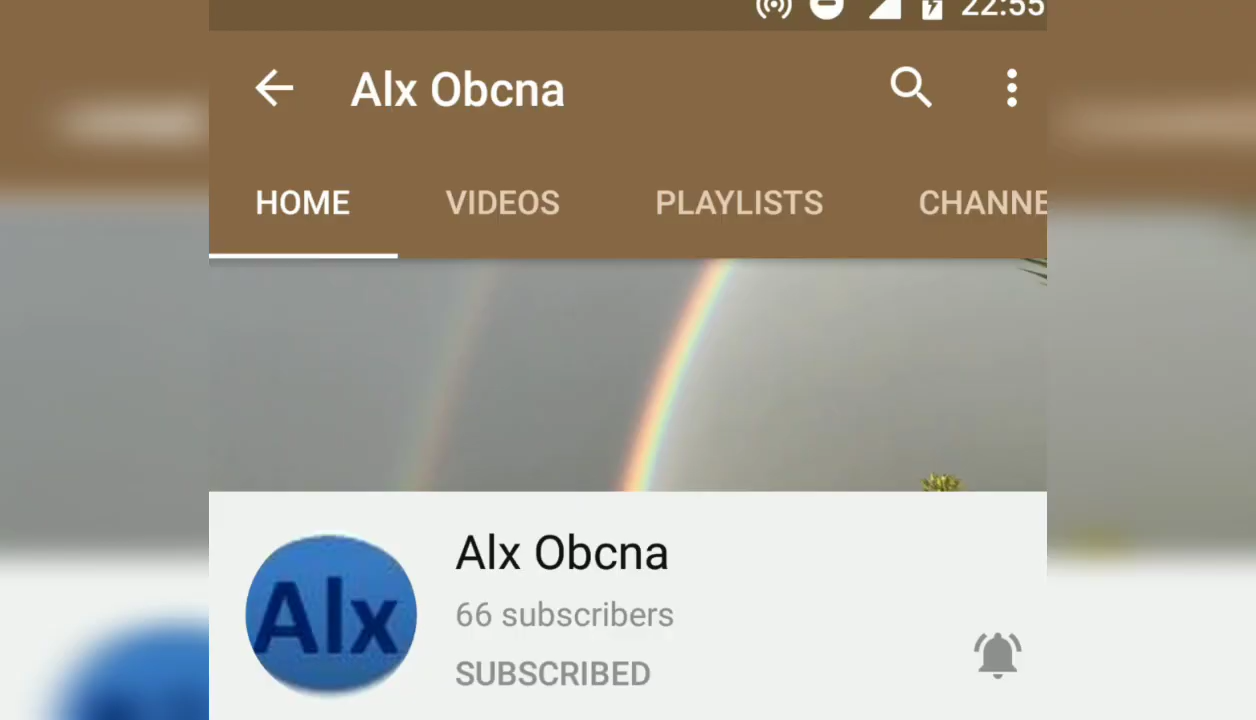 22:55
Alx Obcna
HOME VIDEOS PLAYLISTS CHANNE
Alx
Alx Obcna
66 subscribers
SUBSCRIBED